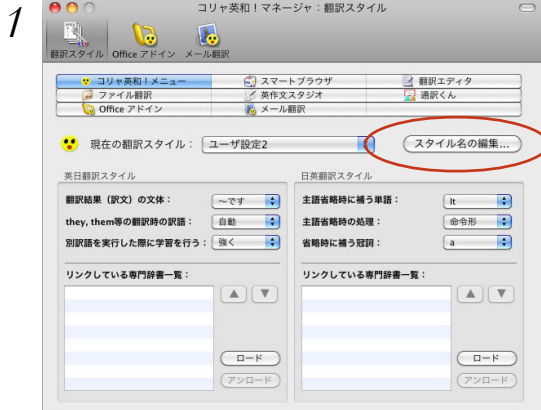 1
コリャ英和！マネージャ：翻訳スタイル
翻訳スタイル Office アドイン メール翻訳
コリャ英和！メニュー スマートブラウザ 翻訳エディタ
ファイル翻訳 英作文スタジオ 通訳くん
Office アドイン メール翻訳
現在の翻訳スタイル： ユーザ設定2 スタイル名の編集...
英日翻訳スタイル 日英翻訳スタイル
翻訳結果（訳文）の文体： ～です 主語省略時に補う単語： It
they, them等の翻訳時の訳語： 自動 主語省略時の処理： 命令形
別訳語を実行した際に学習を行う： 強く 省略時に補う冠詞： a
リンクしている専門辞書一覧： リンクしている専門辞書一覧：
ロード ロード
アンロード アンロード